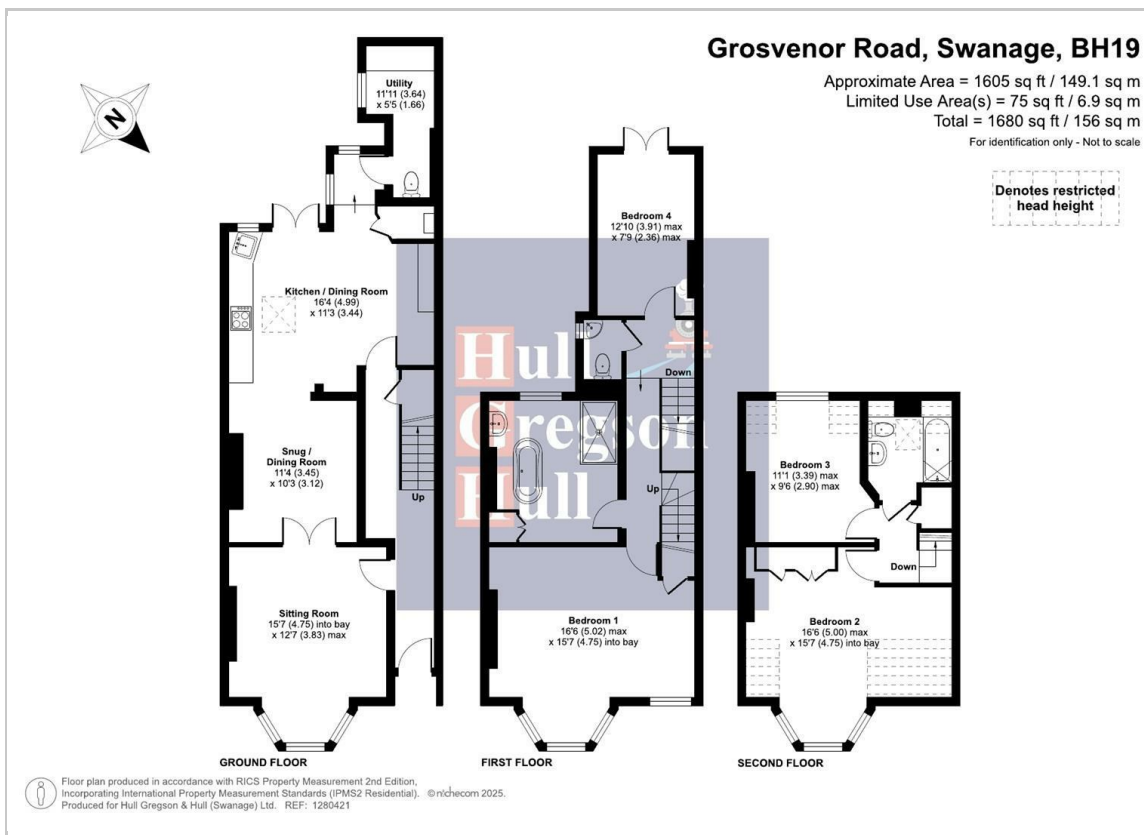 Grosvenor Road, Swanage, BH19
Approximate Area = 1605 sq ft / 149.1 sq m
Limited Use Area(s) = 75 sq ft / 6.9 sq m
Total = 1680 sq ft / 156 sq m
For identification only - Not to scale
Denotes restricted
head height
N
Utility
11'11 (3.64)
x 5'5 (1.66)
Kitchen / Dining Room
16'4 (4.99)
x 11'3 (3.44)
Snug /
Dining Room
11'4 (3.45)
x 10'3 (3.12)
Up
Sitting Room
15'7 (4.75) into bay
x 12'7 (3.83) max
GROUND FLOOR
Bedroom 4
12'10 (3.91) max
x 7'9 (2.36) max
Down
Up
Hull
Gregson
Hull
Bedroom 1
16'6 (5.02) max
x 15'7 (4.75) into bay
FIRST FLOOR
Bedroom 3
11'1 (3.39) max
x 9'6 (2.90) max
Down
Bedroom 2
16'6 (5.00) max
x 15'7 (4.75) into bay
SECOND FLOOR
Floor plan produced in accordance with RICS Property Measurement 2nd Edition,
Incorporating International Property Measurement Standards (IPMS2 Residential). © nichecom 2025.
Produced for Hull Gregson & Hull (Swanage) Ltd. REF: 1280421